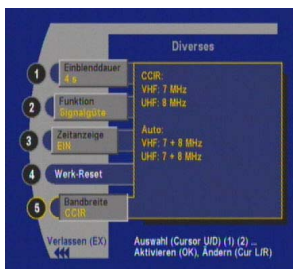 Diverses
1
Einblenddauer
4 s
2
Funktion
Signalgüte
3
Zeitanzeige
EIN
4
Werk-Reset
5
Bandbreite
CCIR
CCIR:
VHF: 7 MHz
UHF: 8 MHz
Auto:
VHF: 7 + 8 MHz
UHF: 7 + 8 MHz
Verlassen (EX)
Auswahl (Cursor U/D) (1) (2) ...
Aktivieren (OK), Ändern (Cur L/R)